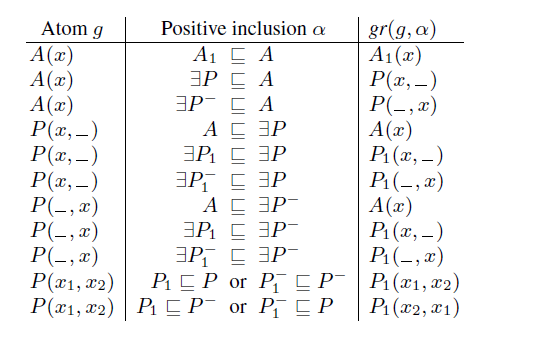 Atom g Positive inclusion α gr(g, α)
A(x) A₁ ⊑ A A₁(x)
A(x) ∃P ⊑ A P(x, _)
A(x) ∃P⁻ ⊑ A P(_, x)
P(x, _) A ⊑ ∃P A(x)
P(x, _) ∃P₁ ⊑ ∃P P₁(x, _)
P(x, _) ∃P₁⁻ ⊑ ∃P P₁(_, x)
P(_, x) A ⊑ ∃P⁻ A(x)
P(_, x) ∃P₁ ⊑ ∃P⁻ P₁(x, _)
P(_, x) ∃P₁⁻ ⊑ ∃P⁻ P₁(_, x)
P(x₁, x₂) P₁ ⊑ P or P₁⁻ ⊑ P⁻ P₁(x₁, x₂)
P(x₁, x₂) P₁ ⊑ P⁻ or P₁⁻ ⊑ P P₁(x₂, x₁)